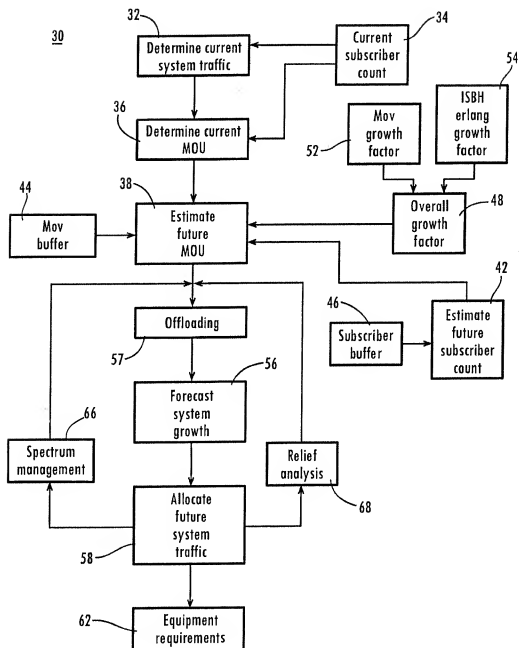 30
32
Determine current
system traffic
34
Current
subscriber
count
36
Determine current
MOU
52
Mov
growth
factor
54
ISBH
erlang
growth
factor
44
Mov
buffer
38
Estimate
future
MOU
48
Overall
growth
factor
42
Estimate
future
subscriber
count
46
Subscriber
buffer
57
Offloading
56
Forecast
system
growth
66
Spectrum
management
68
Relief
analysis
58
Allocate
future
system
traffic
62
Equipment
requirements